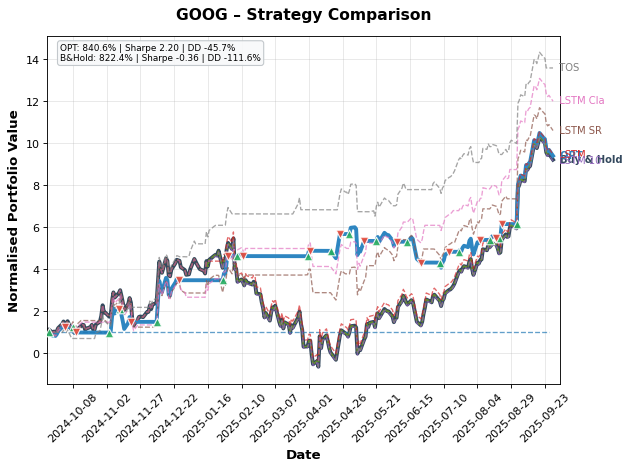 GOOG – Strategy Comparison
OPT: 840.6% | Sharpe 2.20 | DD -45.7%
B&Hold: 822.4% | Sharpe -0.36 | DD -111.6%
Normalised Portfolio Value
14
12
10
8
6
4
2
0
TOS
LSTM Cla
LSTM SR
Buy & Hold
2024-10-08
2024-11-02
2024-11-27
2024-12-22
2025-01-16
2025-02-10
2025-03-07
2025-04-01
2025-04-26
2025-05-21
2025-06-15
2025-07-10
2025-08-04
2025-08-29
2025-09-23
Date